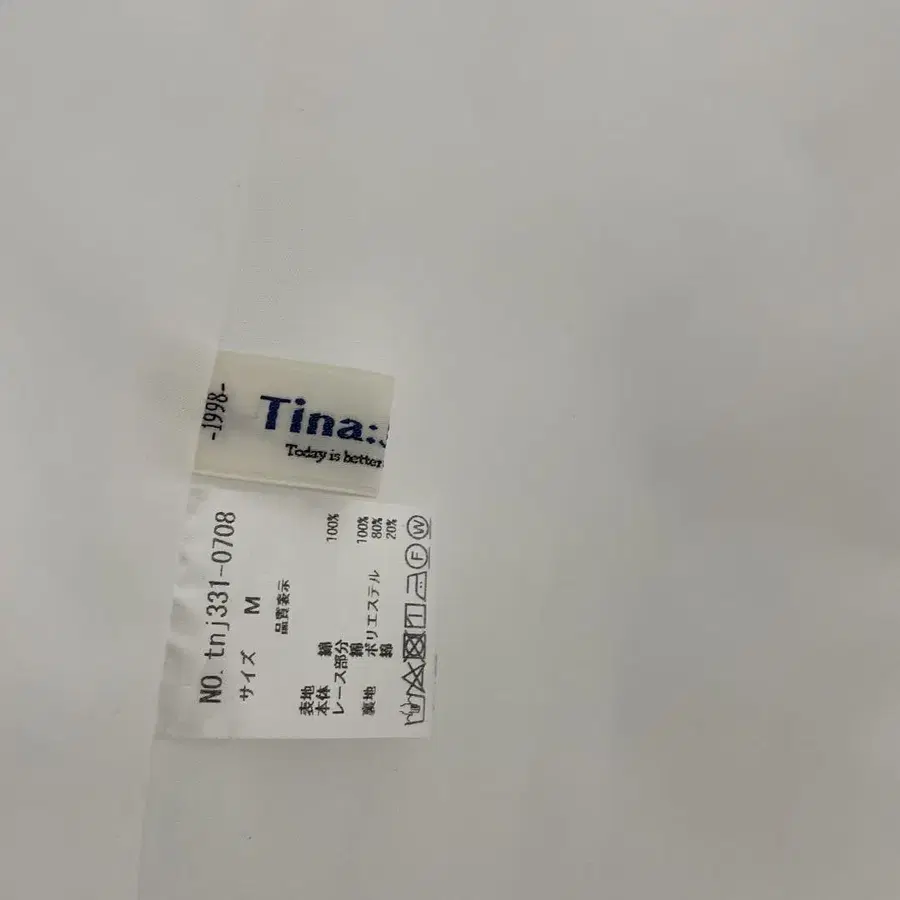 -1998-
Tina:
Today is better
NO. tnj331-0708
サイズ M
品質表示
表地
本体 綿 100%
レース部分
綿 100%
裏地 ポリエステル 80%
綿 20%
F W